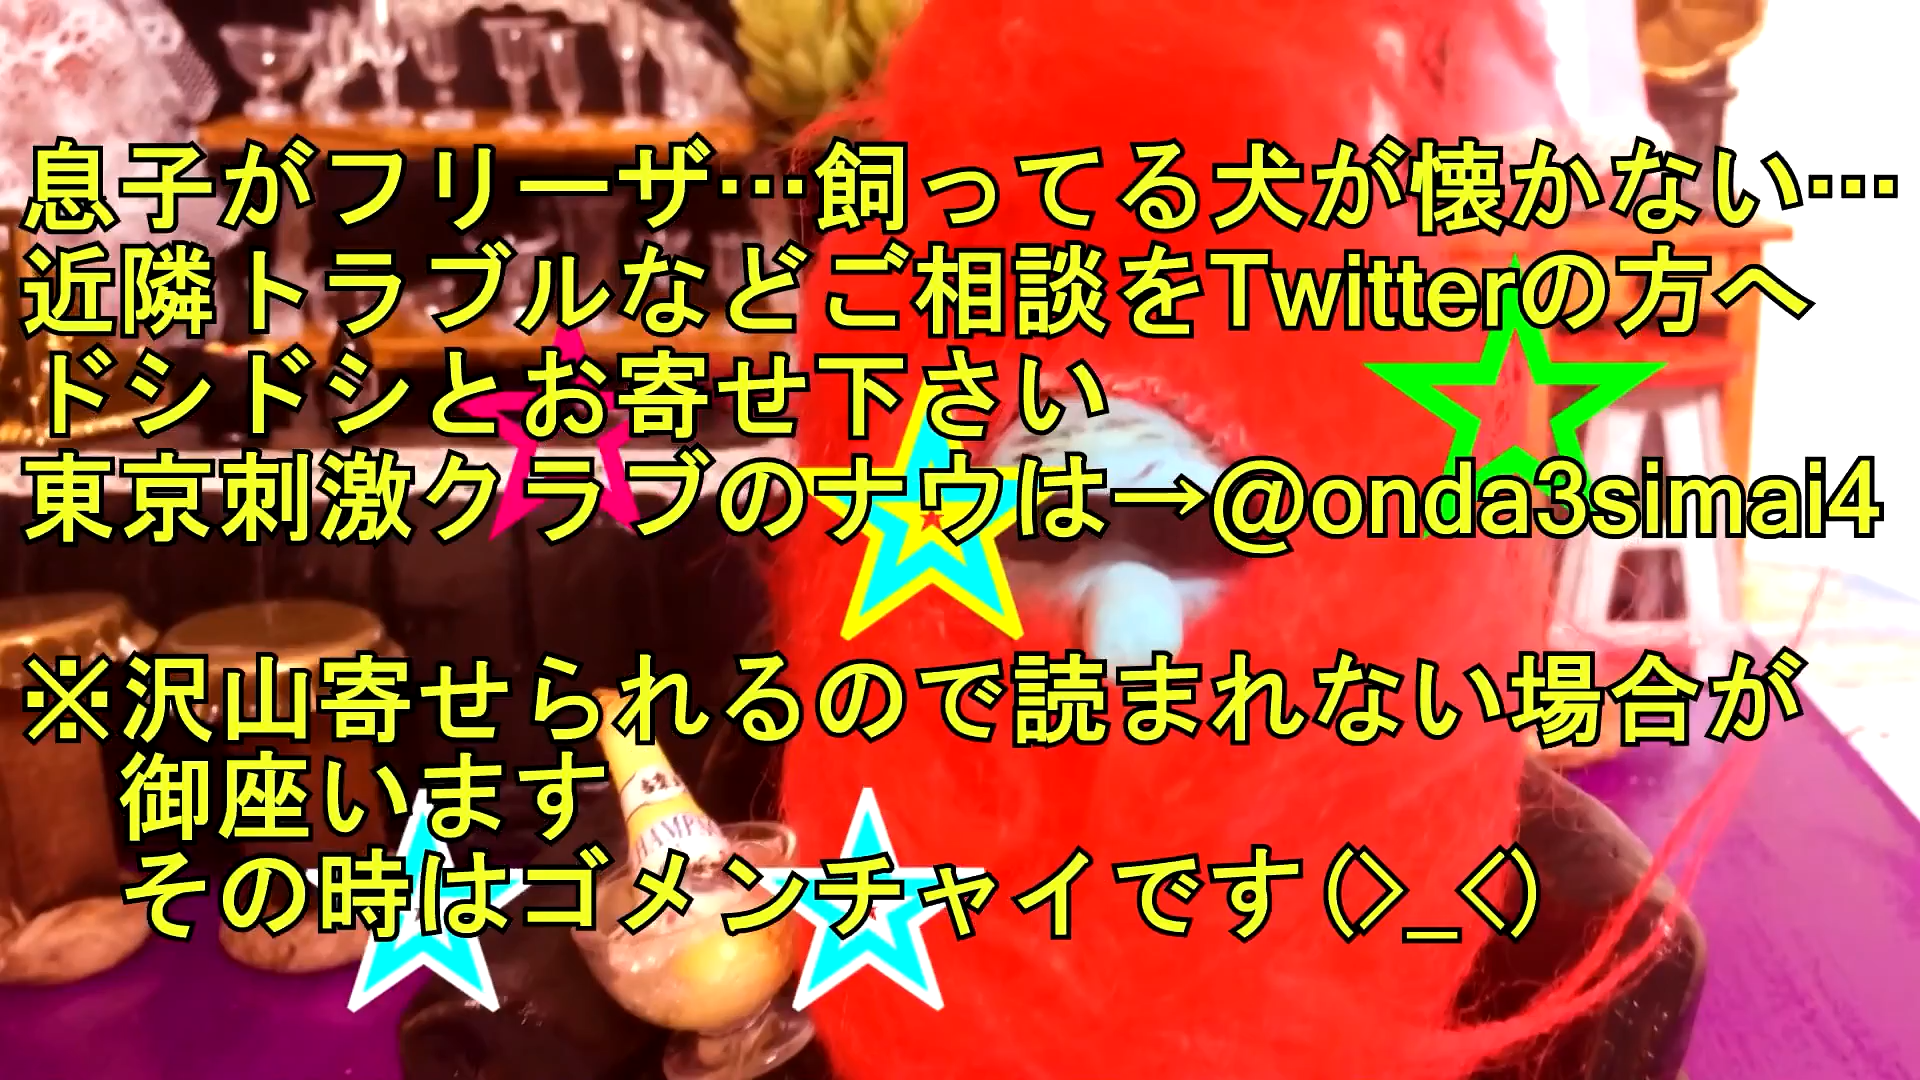 息子がフリーザ…飼ってる犬が懐かない…
近隣トラブルなどご相談をTwitterの方へ
ドシドシとお寄せ下さい
東京刺激クラブのナウは→@onda3simai4
※沢山寄せられるので読まれない場合が
御座います
その時はゴメンチャイです(>_<)